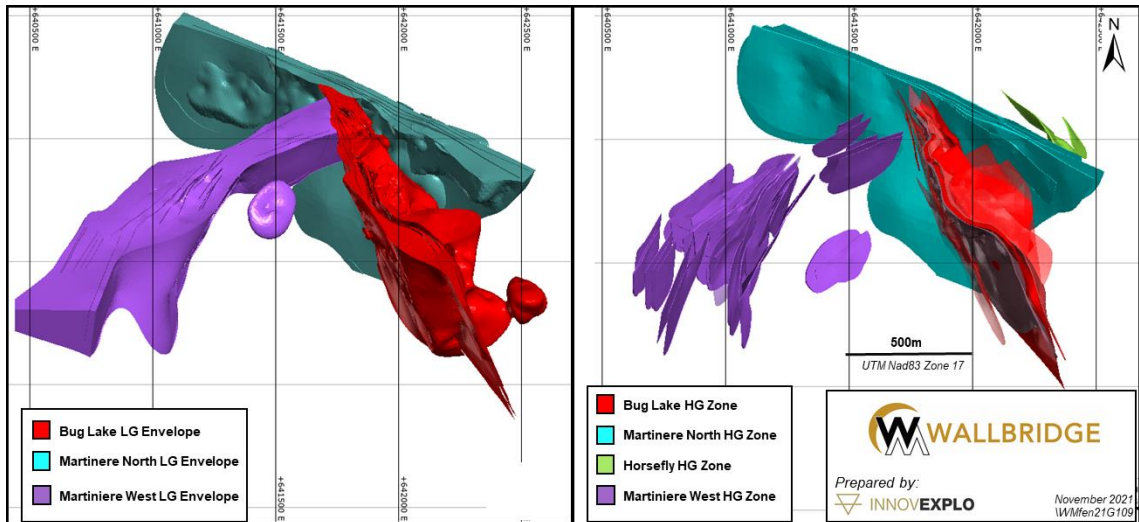 +640500 E
+641000 E
+641500 E
+642000 E
+642500 E
Bug Lake LG Envelope
Martinere North LG Envelope
Martiniere West LG Envelope
+641500 E
+642000 E
+640500 E
+641000 E
+641500 E
+642000 E
N
500m
UTM Nad83 Zone 17
Bug Lake HG Zone
Martinere North HG Zone
Horsefly HG Zone
Martiniere West HG Zone
WALLBRIDGE
Prepared by:
INNOVEXPLO
November 2021
\WMfen21G109